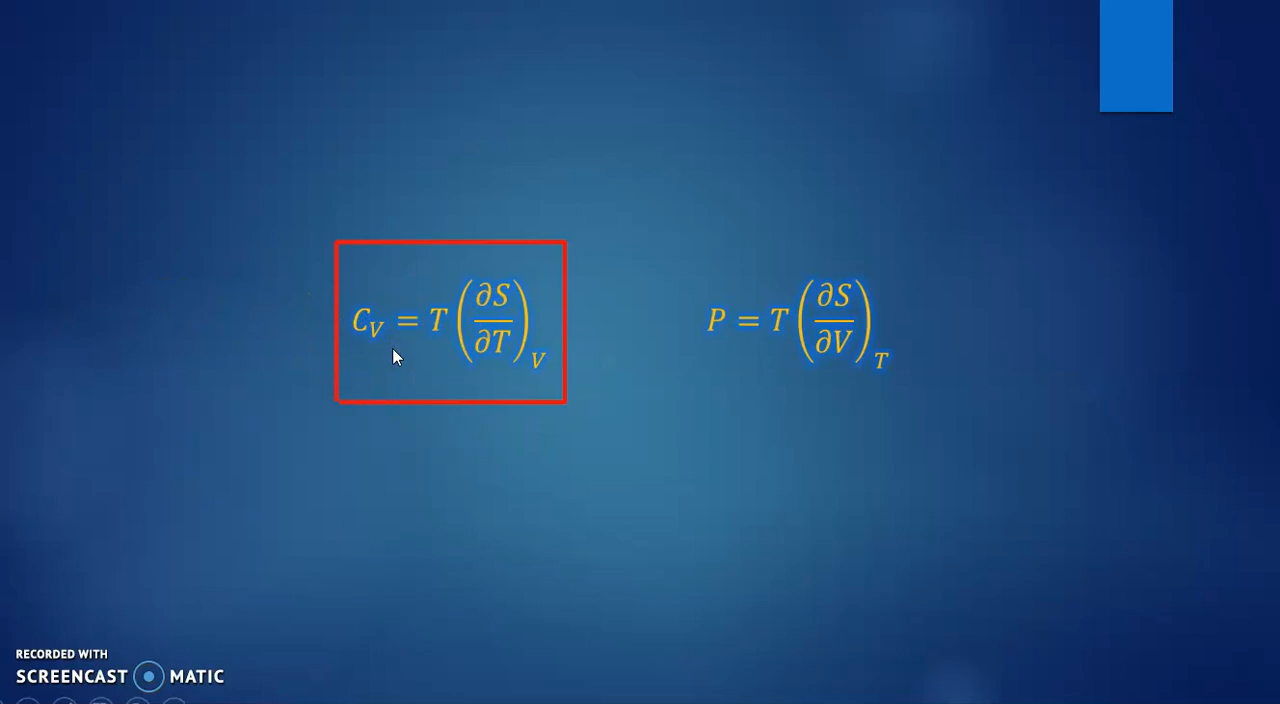 C_V = T (∂S/∂T)_V
P = T (∂S/∂V)_T
RECORDED WITH
SCREENCAST MATIC